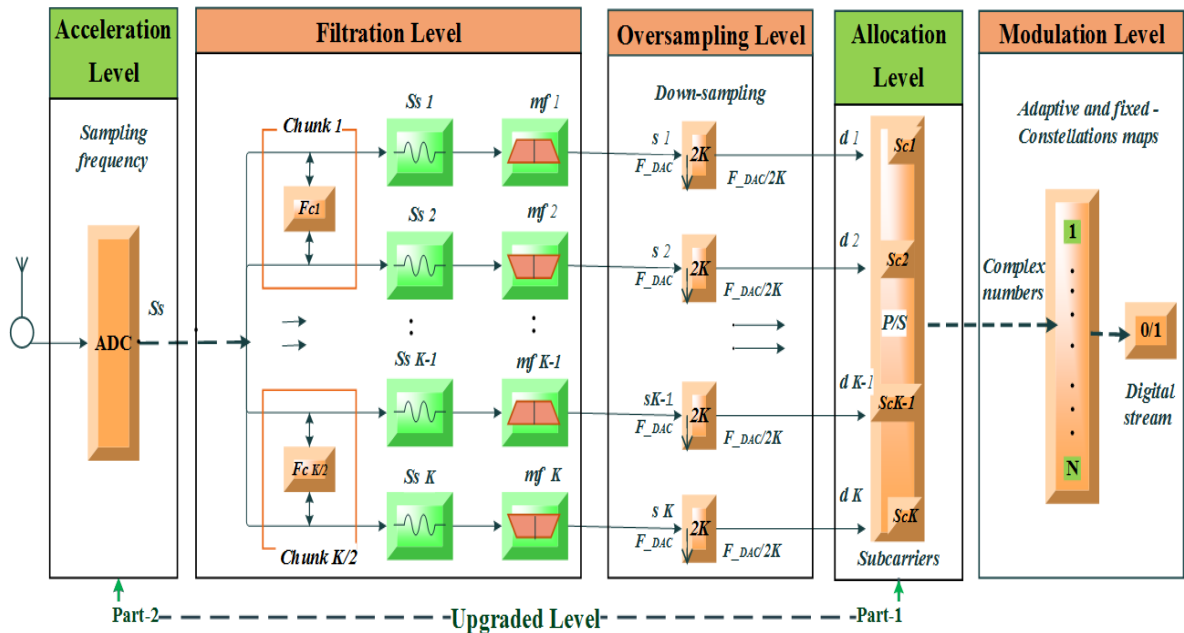 Acceleration
Level
Filtration Level
Oversampling Level
Allocation
Level
Modulation Level
Sampling
frequency
ADC
Ss
Chunk 1
Fc1
Ss 1
mf 1
Ss 2
mf 2
Ss K-1
mf K-1
Fc K/2
Ss K
mf K
Chunk K/2
Down-sampling
s 1
F_DAC
2K
F_DAC/2K
s 2
F_DAC
2K
F_DAC/2K
sK-1
F_DAC
2K
F_DAC/2K
s K
F_DAC
2K
F_DAC/2K
d 1
Sc1
d 2
Sc2
P/S
d K-1
ScK-1
d K
ScK
Subcarriers
Adaptive and fixed -
Constellations maps
Complex
numbers
1
N
0/1
Digital
stream
Part-2
Upgraded Level
Part-1